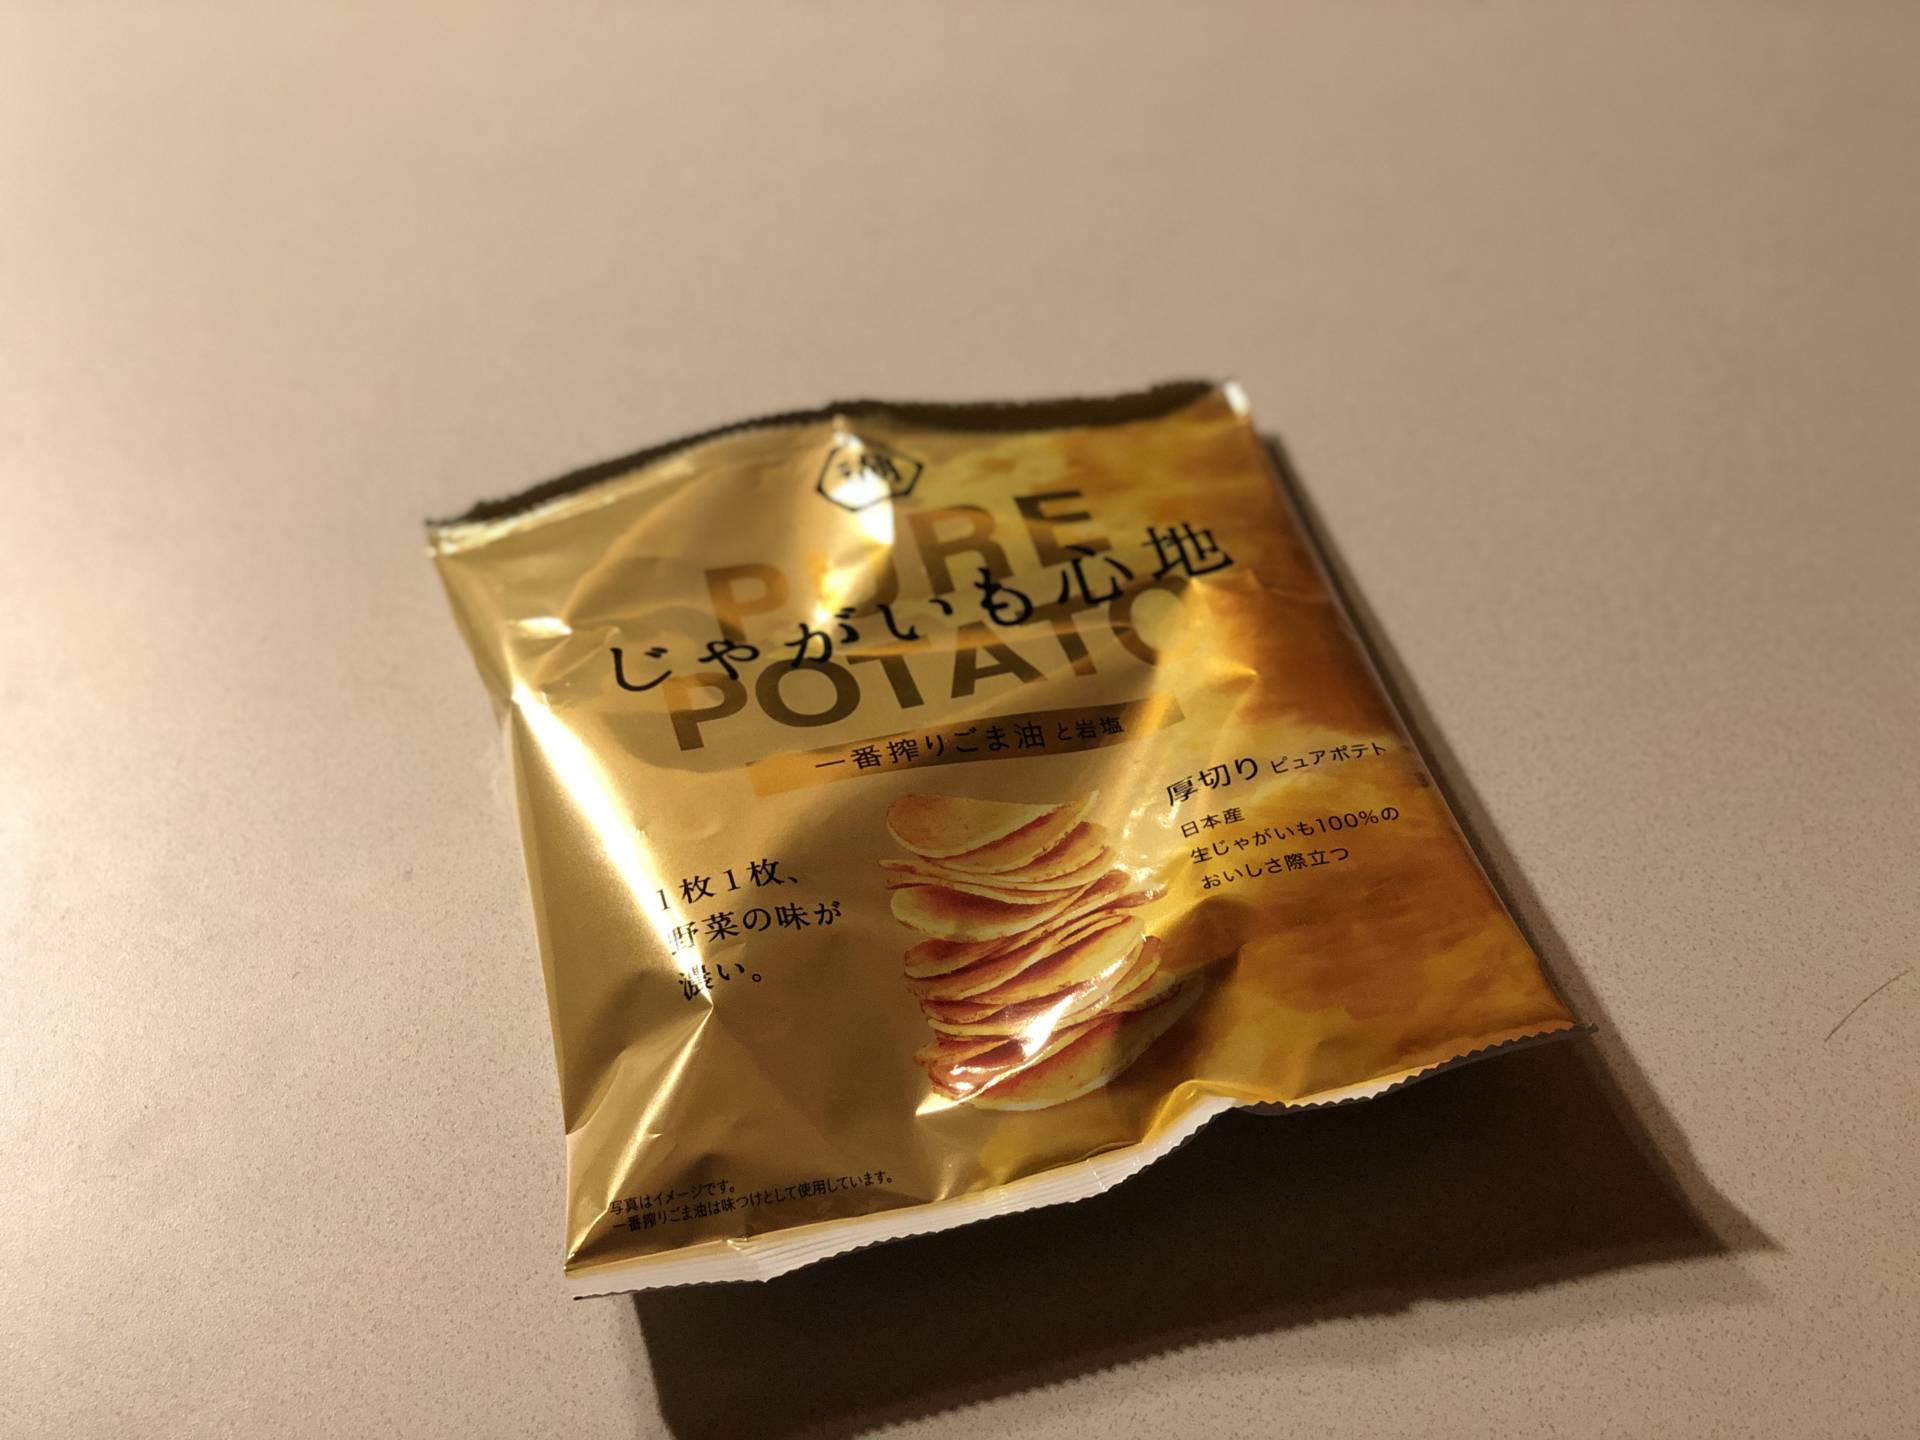 湖
PURE
POTATO
じゃがいも心地
一番搾りごま油と岩塩
厚切りピュアポテト
日本産
生じゃがいも100%の
おいしさ際立つ
1枚1枚、
野菜の味が
濃い。
写真はイメージです。
一番搾りごま油は味つけとして使用しています。